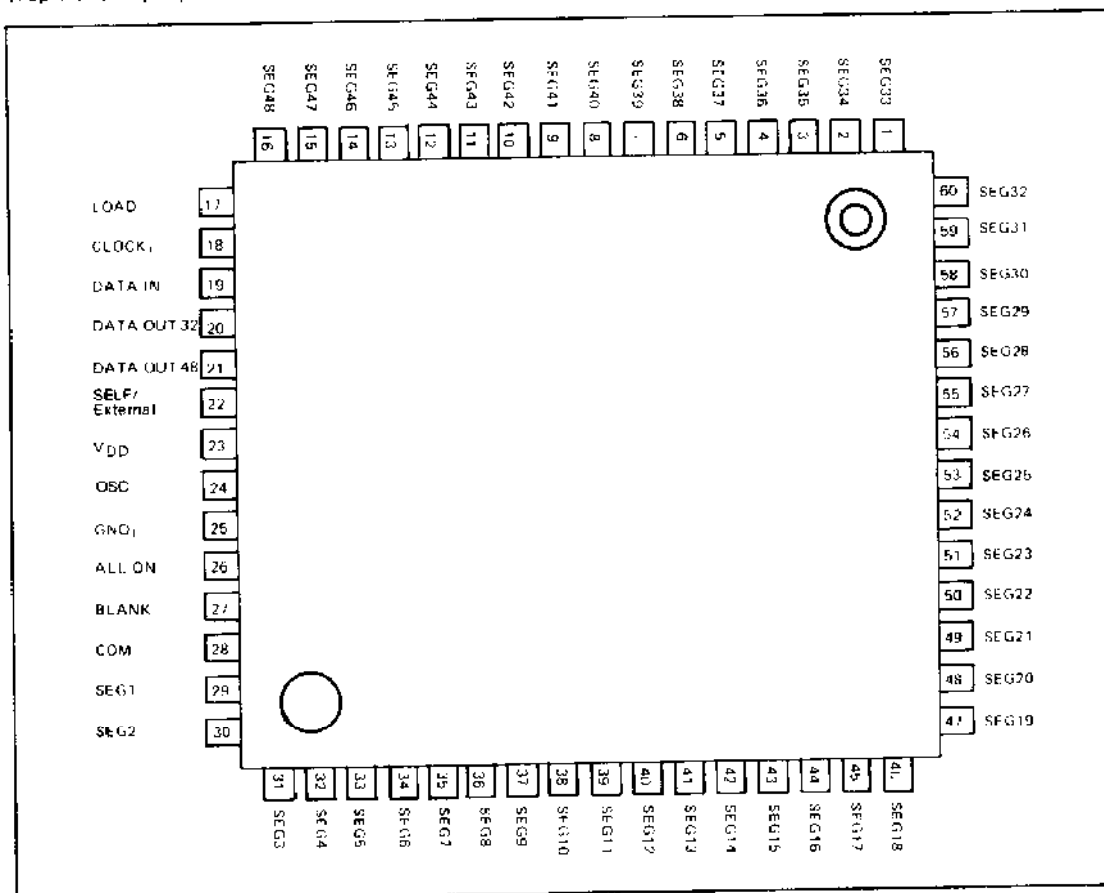 SEG48 SEG47 SEG46 SEG45 SEG44 SEG43 SEG42 SEG41 SEG40 SEG39 SEG38 SEG37 SEG36 SEG35 SEG34 SEG33
16 15 14 13 12 11 10 9 8 6 5 4 3 2 1
LOAD 17
CLOCK 18
DATA IN 19
DATA OUT 32 20
DATA OUT 48 21
SELF/
External 22
VDD 23
OSC 24
GND 25
ALL ON 26
BLANK 27
COM 28
SEG1 29
SEG2 30
60 SEG32
59 SEG31
58 SEG30
57 SEG29
56 SEG28
55 SEG27
54 SEG26
53 SEG25
52 SEG24
51 SEG23
50 SEG22
49 SEG21
48 SEG20
47 SEG19
31 32 33 34 35 36 37 38 39 40 41 42 43 44 45
SEG3 SEG4 SEG5 SEG6 SEG7 SEG8 SEG9 SEG10 SEG11 SEG12 SEG13 SEG14 SEG15 SEG16 SEG17 SEG18